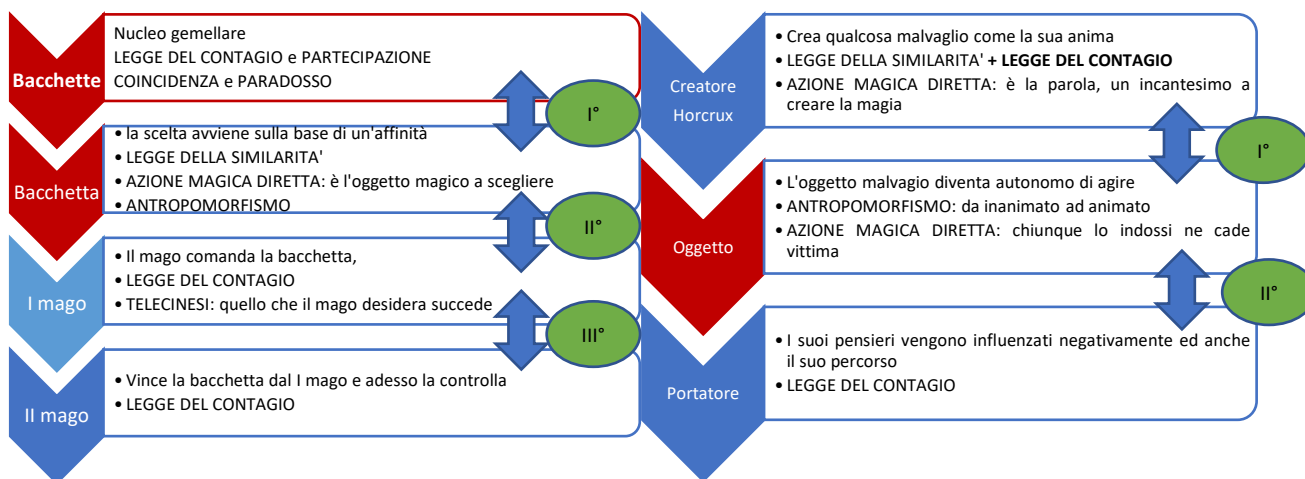 Bacchette
Nucleo gemellare
LEGGE DEL CONTAGIO e PARTECIPAZIONE
COINCIDENZA e PARADOSSO
I°
Bacchetta
• la scelta avviene sulla base di un'affinità
• LEGGE DELLA SIMILARITA'
• AZIONE MAGICA DIRETTA: è l'oggetto magico a scegliere
• ANTROPOMORFISMO
II°
I mago
• Il mago comanda la bacchetta,
• LEGGE DEL CONTAGIO
• TELECINESI: quello che il mago desidera succede
III°
II mago
• Vince la bacchetta dal I mago e adesso la controlla
• LEGGE DEL CONTAGIO
Creatore
Horcrux
• Crea qualcosa malvaglio come la sua anima
• LEGGE DELLA SIMILARITA' + LEGGE DEL CONTAGIO
• AZIONE MAGICA DIRETTA: è la parola, un incantesimo a
creare la magia
I°
Oggetto
• L'oggetto malvagio diventa autonomo di agire
• ANTROPOMORFISMO: da inanimato ad animato
• AZIONE MAGICA DIRETTA: chiunque lo indossi ne cade
vittima
II°
Portatore
• I suoi pensieri vengono influenzati negativamente ed anche
il suo percorso
• LEGGE DEL CONTAGIO